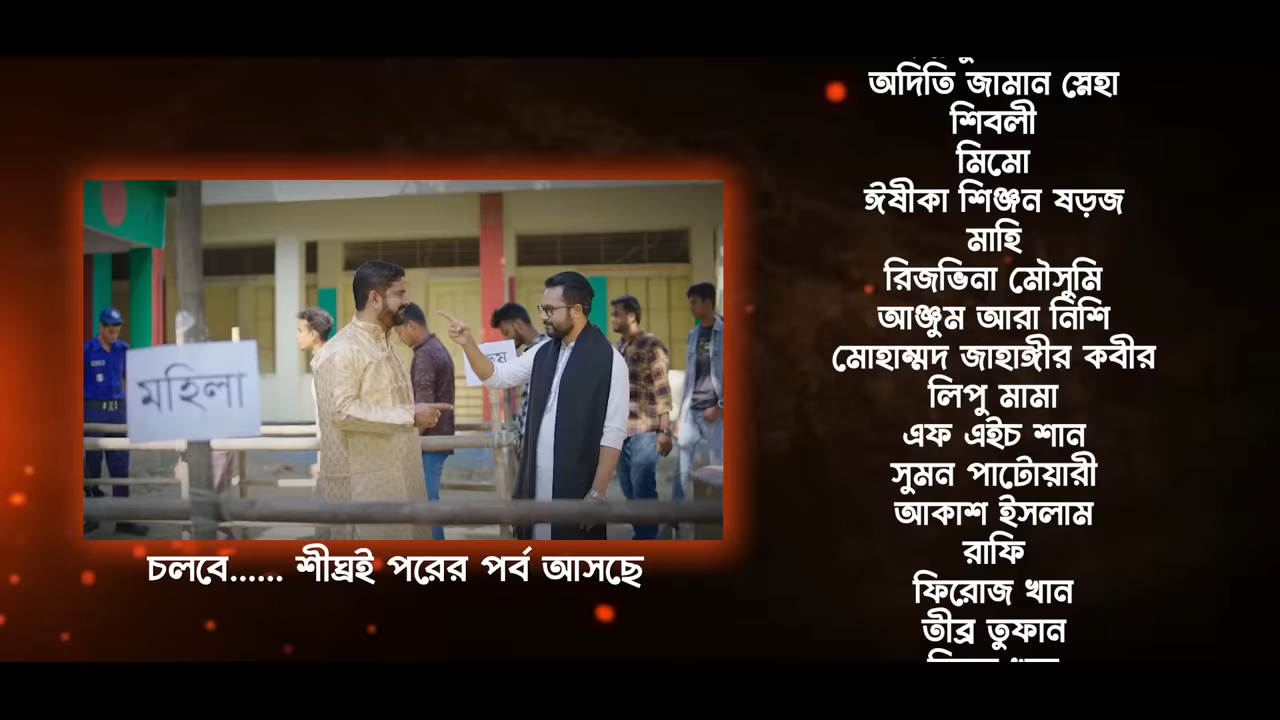 মহিলা
চলবে...... শীঘ্রই পরের পর্ব আসছে
অদিতি জামান স্নেহা
শিবলী
মিমো
ঈষীকা শিঞ্জন ষড়জ
মাহি
রিজভিনা মৌসুমি
আঞ্জুম আরা নিশি
মোহাম্মদ জাহাঙ্গীর কবীর
লিপু মামা
এফ এইচ শান
সুমন পাটোয়ারী
আকাশ ইসলাম
রাফি
ফিরোজ খান
তীব্র তুফান